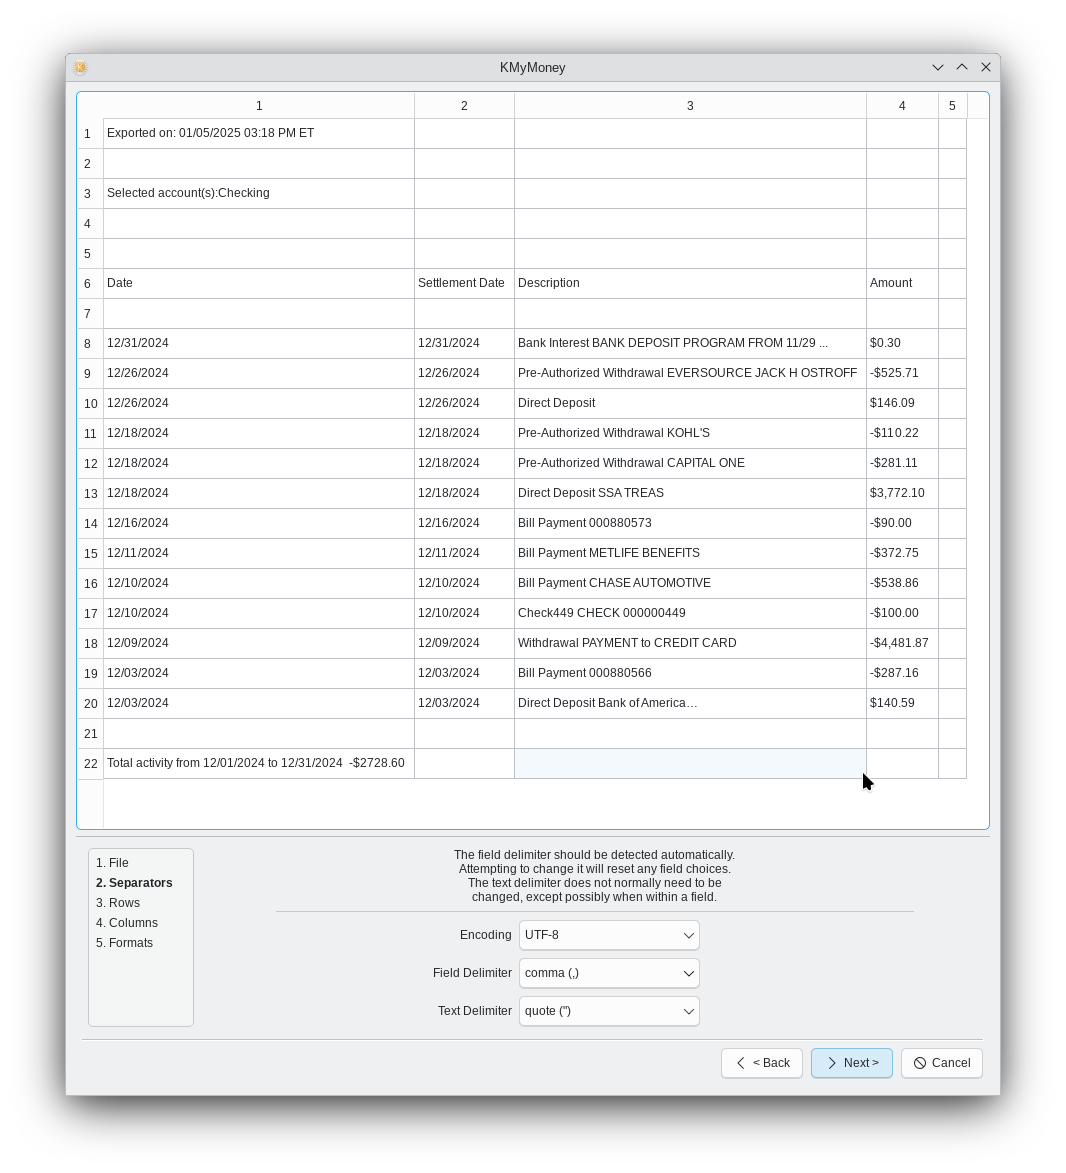 KMyMoney
1 2 3 4 5
1 Exported on: 01/05/2025 03:18 PM ET
2
3 Selected account(s):Checking
4
5
6 Date Settlement Date Description Amount
7
8 12/31/2024 12/31/2024 Bank Interest BANK DEPOSIT PROGRAM FROM 11/29 ... $0.30
9 12/26/2024 12/26/2024 Pre-Authorized Withdrawal EVERSOURCE JACK H OSTROFF -$525.71
10 12/26/2024 12/26/2024 Direct Deposit $146.09
11 12/18/2024 12/18/2024 Pre-Authorized Withdrawal KOHL'S -$110.22
12 12/18/2024 12/18/2024 Pre-Authorized Withdrawal CAPITAL ONE -$281.11
13 12/18/2024 12/18/2024 Direct Deposit SSA TREAS $3,772.10
14 12/16/2024 12/16/2024 Bill Payment 000880573 -$90.00
15 12/11/2024 12/11/2024 Bill Payment METLIFE BENEFITS -$372.75
16 12/10/2024 12/10/2024 Bill Payment CHASE AUTOMOTIVE -$538.86
17 12/10/2024 12/10/2024 Check449 CHECK 000000449 -$100.00
18 12/09/2024 12/09/2024 Withdrawal PAYMENT to CREDIT CARD -$4,481.87
19 12/03/2024 12/03/2024 Bill Payment 000880566 -$287.16
20 12/03/2024 12/03/2024 Direct Deposit Bank of America… $140.59
21
22 Total activity from 12/01/2024 to 12/31/2024 -$2728.60
1. File
2. Separators
3. Rows
4. Columns
5. Formats
The field delimiter should be detected automatically.
Attempting to change it will reset any field choices.
The text delimiter does not normally need to be
changed, except possibly when within a field.
Encoding UTF-8
Field Delimiter comma (,)
Text Delimiter quote (")
< Back Next > Cancel